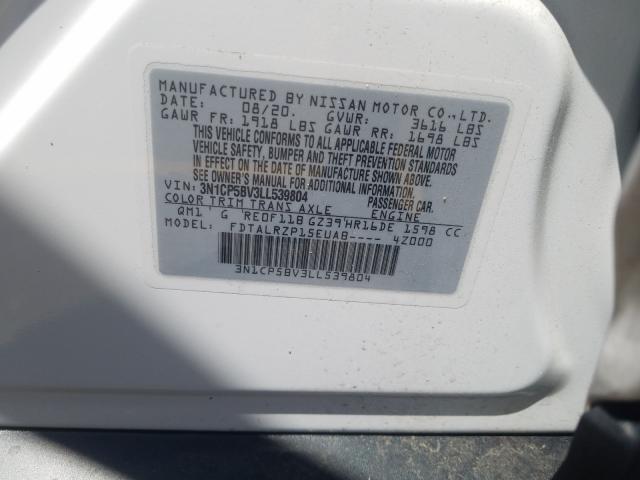 MANUFACTURED BY NISSAN MOTOR CO.,LTD.
DATE: 08/20. GVWR: 3616 LBS
GAWR FR: 1918 LBS GAWR RR: 1698 LBS
THIS VEHICLE CONFORMS TO ALL APPLICABLE FEDERAL MOTOR
VEHICLE SAFETY, BUMPER AND THEFT PREVENTION STANDARDS
IN EFFECT ON THE DATE OF MANUFACTURE SHOWN ABOVE.
SEE OWNER'S MANUAL FOR ADDITIONAL INFORMATION.
VIN: 3N1CP5BV3LL539804 PASSENGER CAR.
COLOR TRIM TRANS AXLE ENGINE
QM1 G RE0F11B GZ39 HR16DE 1598 CC
MODEL: FDTALRZP15EUAB---- 4Z000
3N1CP5BV3LL539804